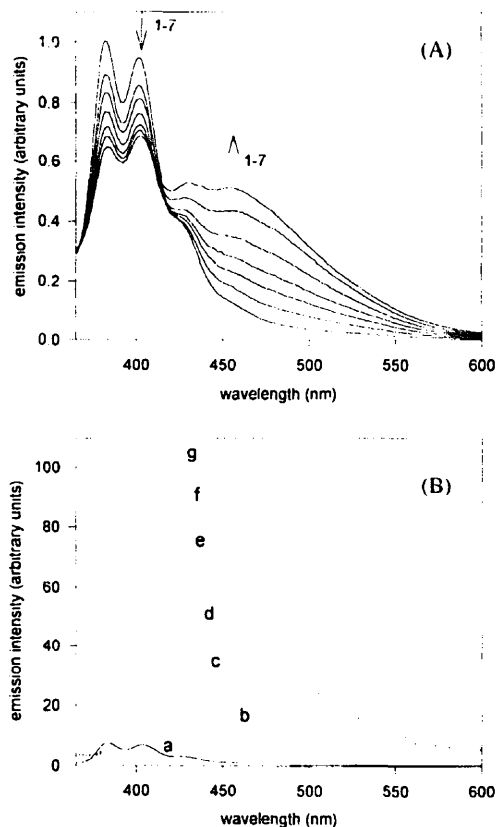 1-7
(A)
1.0
0.8
0.6
0.4
0.2
0.0
1-7
emission intensity (arbitrary units)
400
450
500
550
600
wavelength (nm)
(B)
100
80
60
40
20
0
g
f
e
d
c
b
a
emission intensity (arbitrary units)
400
450
500
550
600
wavelength (nm)